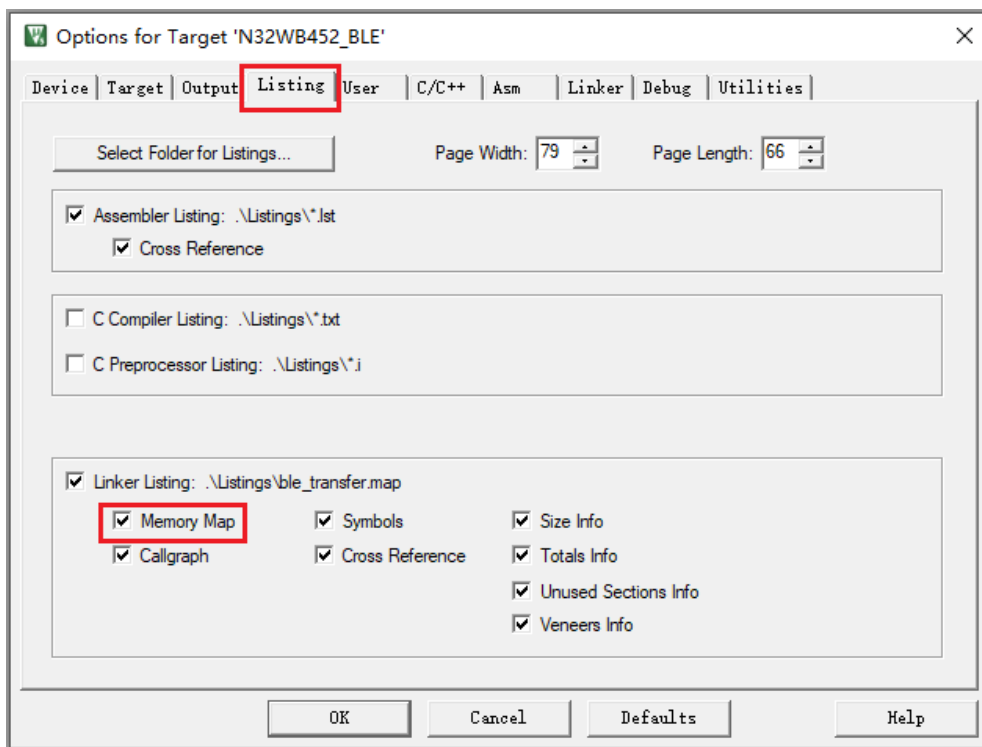 Options for Target 'N32WB452_BLE'
Device Target Output Listing User C/C++ Asm Linker Debug Utilities
Select Folder for Listings... Page Width: 79 Page Length: 66
Assembler Listing: .\Listings\*.lst
Cross Reference
C Compiler Listing: .\Listings\*.txt
C Preprocessor Listing: .\Listings\*.i
Linker Listing: .\Listings\ble_transfer.map
Memory Map Symbols Size Info
Callgraph Cross Reference Totals Info
Unused Sections Info
Veneers Info
OK Cancel Defaults Help